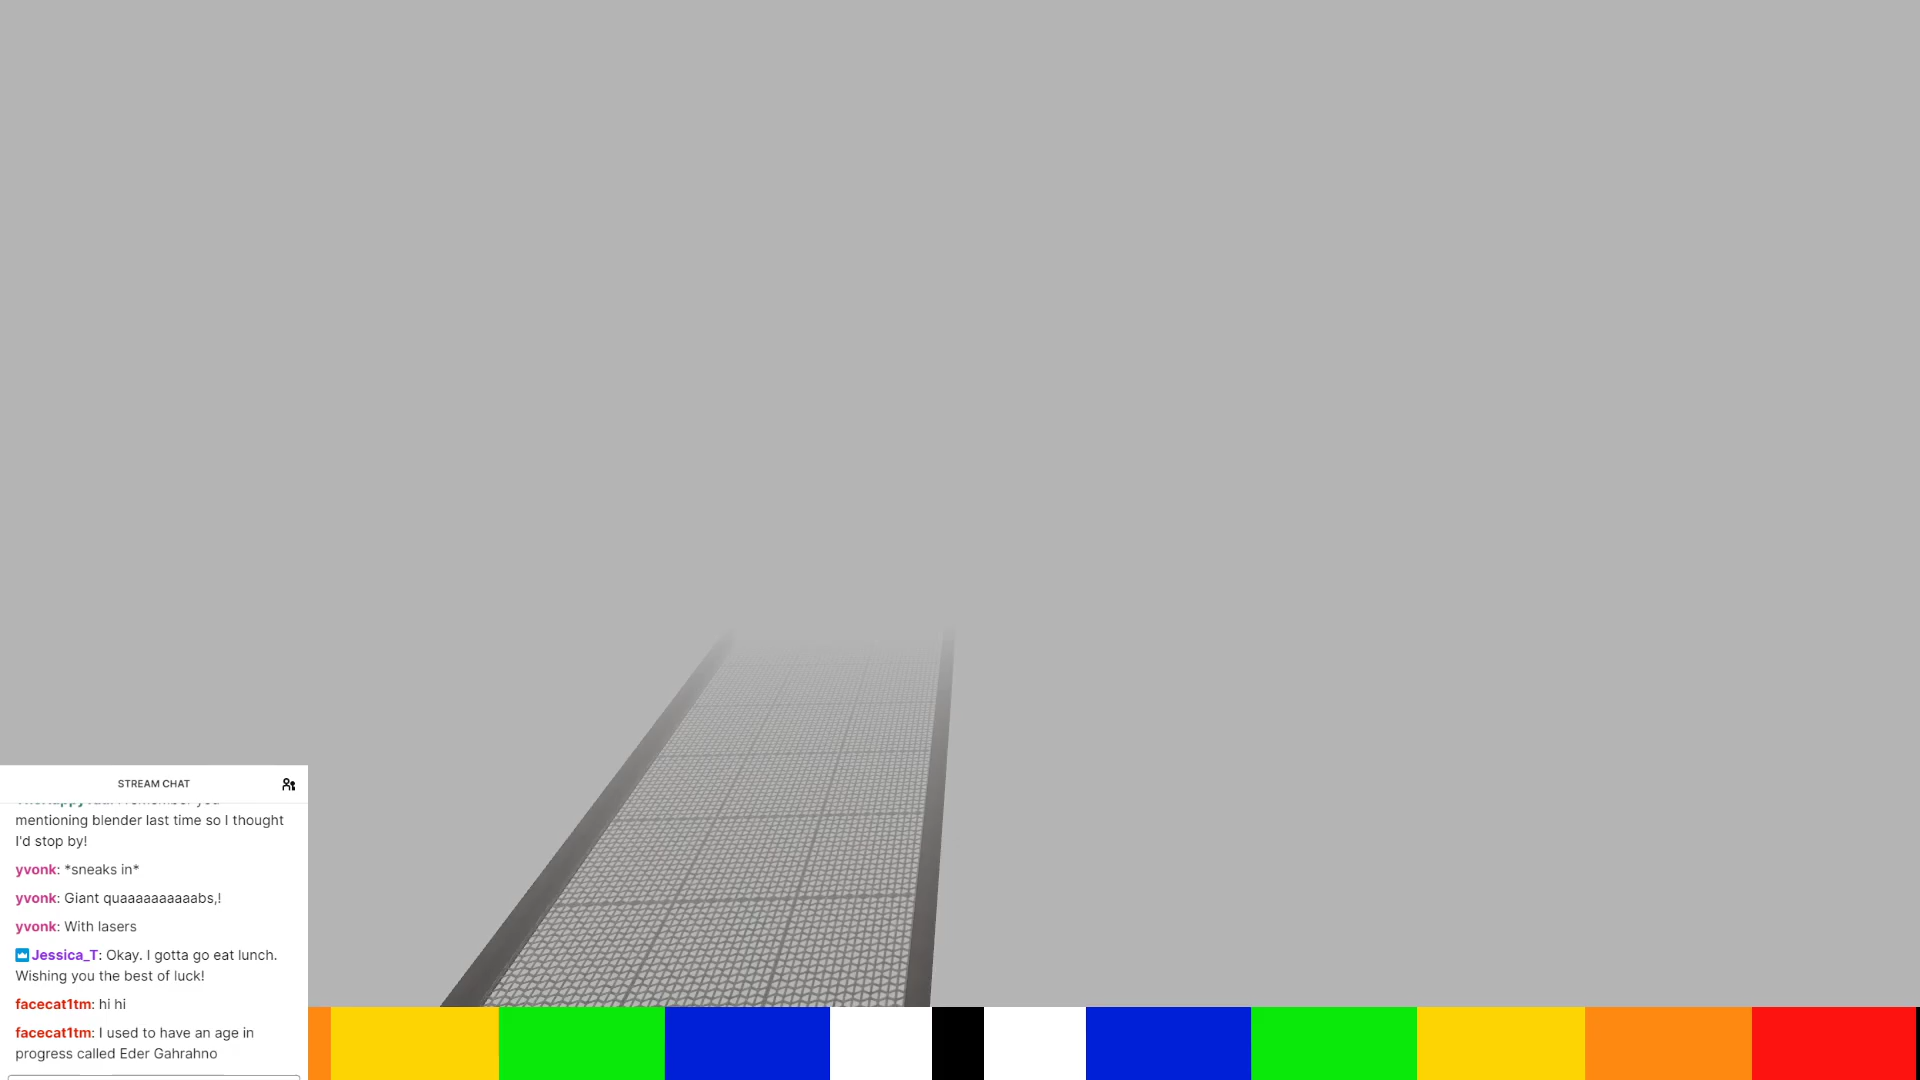 STREAM CHAT
mentioning blender last time so I thought
I'd stop by!
yvonk: *sneaks in*
yvonk: Giant quaaaaaaaaaabs,!
yvonk: With lasers
Jessica_T: Okay. I gotta go eat lunch.
Wishing you the best of luck!
facecat1tm: hi hi
facecat1tm: I used to have an age in
progress called Eder Gahrahno